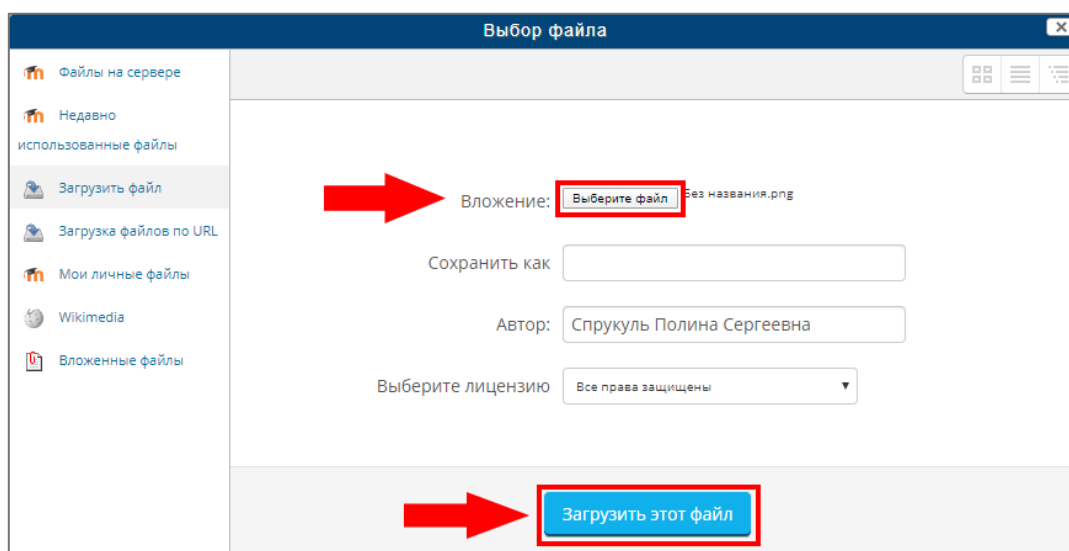 Выбор файла
Файлы на сервере
Недавно
использованные файлы
Загрузить файл
Загрузка файлов по URL
Мои личные файлы
Wikimedia
Вложенные файлы
Вложение: Выберите файл Без названия.png
Сохранить как
Автор: Спрукуль Полина Сергеевна
Выберите лицензию Все права защищены
Загрузить этот файл